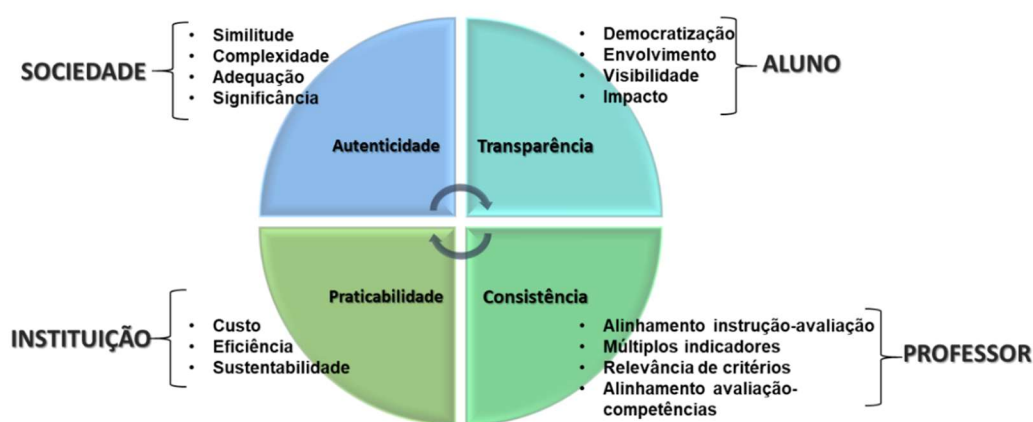 SOCIEDADE
• Similitude
• Complexidade
• Adequação
• Significância
Autenticidade
• Democratização
• Envolvimento
• Visibilidade
• Impacto
ALUNO
Transparência
INSTITUIÇÃO
• Custo
• Eficiência
• Sustentabilidade
Praticabilidade
Consistência
• Alinhamento instrução-avaliação
• Múltiplos indicadores
• Relevância de critérios
• Alinhamento avaliação-
competências
PROFESSOR